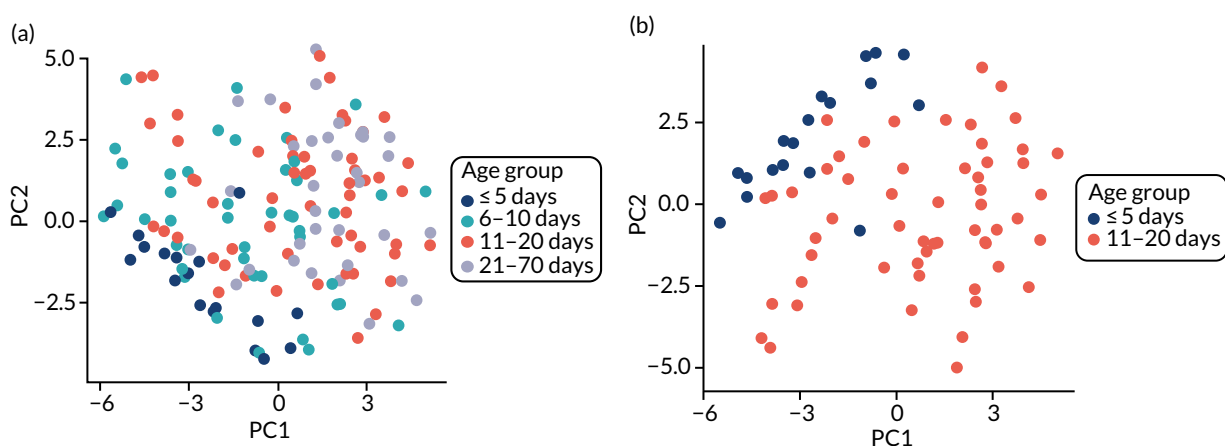 (a)
PC2
5.0
2.5
0.0
−2.5
−6
−3
0
3
PC1
Age group
≤ 5 days
6–10 days
11–20 days
21–70 days
(b)
PC2
2.5
0.0
−2.5
−5.0
−6
−3
0
3
PC1
Age group
≤ 5 days
11–20 days